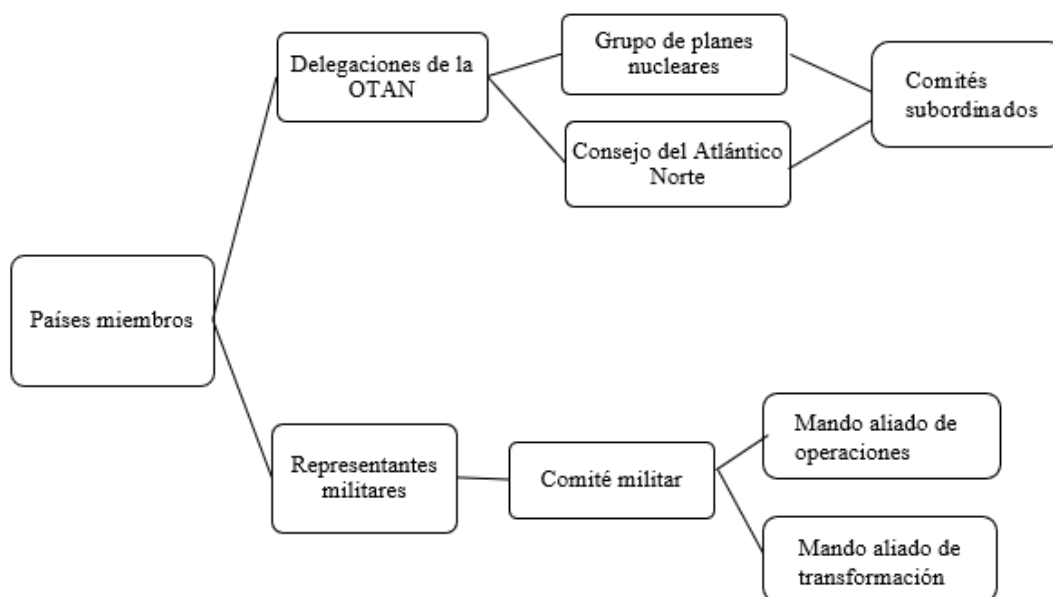 Delegaciones de la
OTAN
Grupo de planes
nucleares
Consejo del Atlántico
Norte
Comités
subordinados
Países miembros
Representantes
militares
Comité militar
Mando aliado de
operaciones
Mando aliado de
transformación